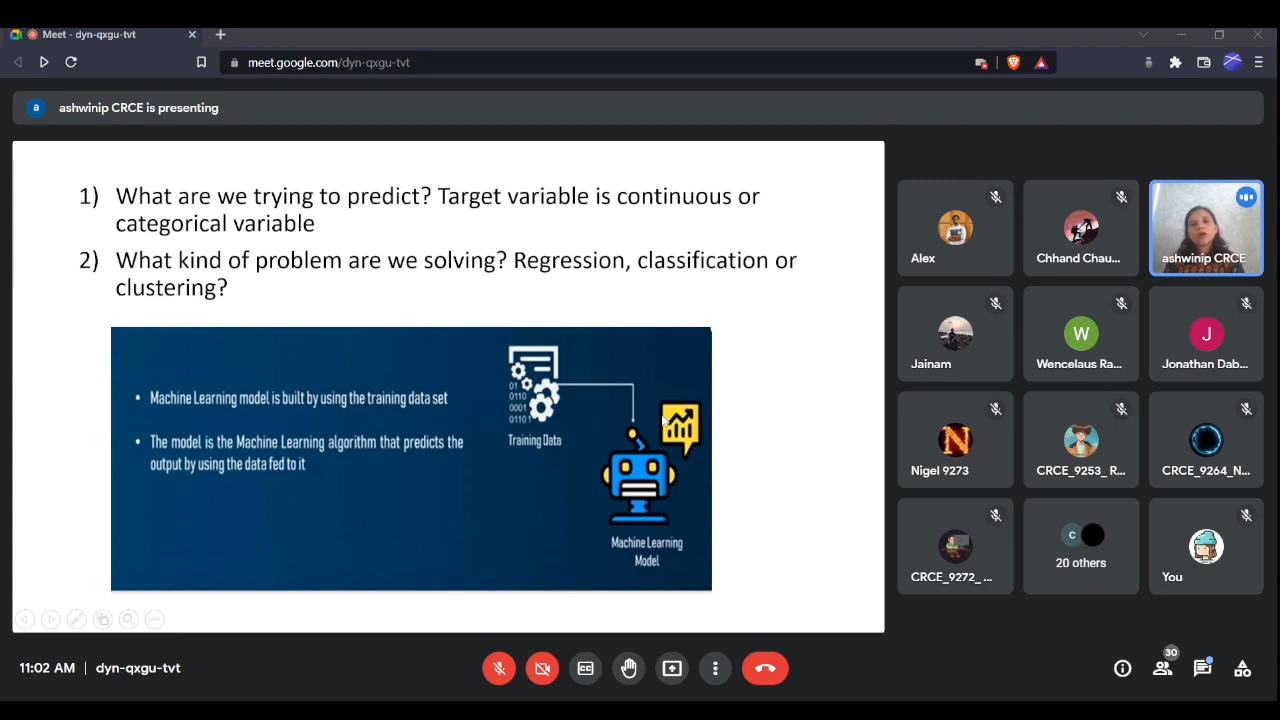 Meet - dyn-qxgu-tvt
meet.google.com/dyn-qxgu-tvt
a
ashwinip CRCE is presenting
1) What are we trying to predict? Target variable is continuous or
categorical variable
2) What kind of problem are we solving? Regression, classification or
clustering?
• Machine Learning model is built by using the training data set
• The model is the Machine Learning algorithm that predicts the
output by using the data fed to it
01
0110
0001
01101
Training Data
Machine Learning
Model
Alex
Chhand Chau...
ashwinip CRCE
Jainam
W
Wencelaus Ra...
J
Jonathan Dab...
N
Nigel 9273
CRCE_9253_ R...
CRCE_9264_N...
CRCE_9272_ ...
C
20 others
You
11:02 AM | dyn-qxgu-tvt
30